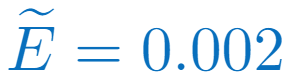 Ẽ = 0.002